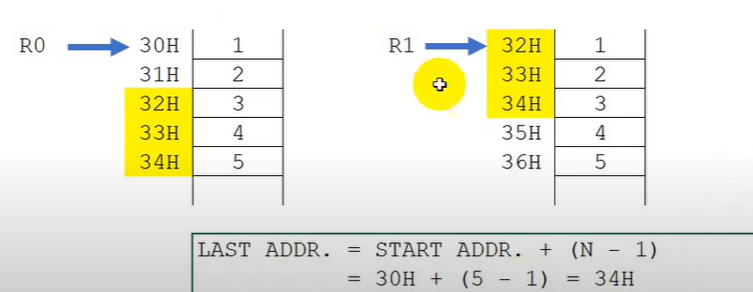 R0 30H 1 R1 32H 1
31H 2 33H 2
32H 3 34H 3
33H 4 35H 4
34H 5 36H 5
LAST ADDR. = START ADDR. + (N - 1)
= 30H + (5 - 1) = 34H